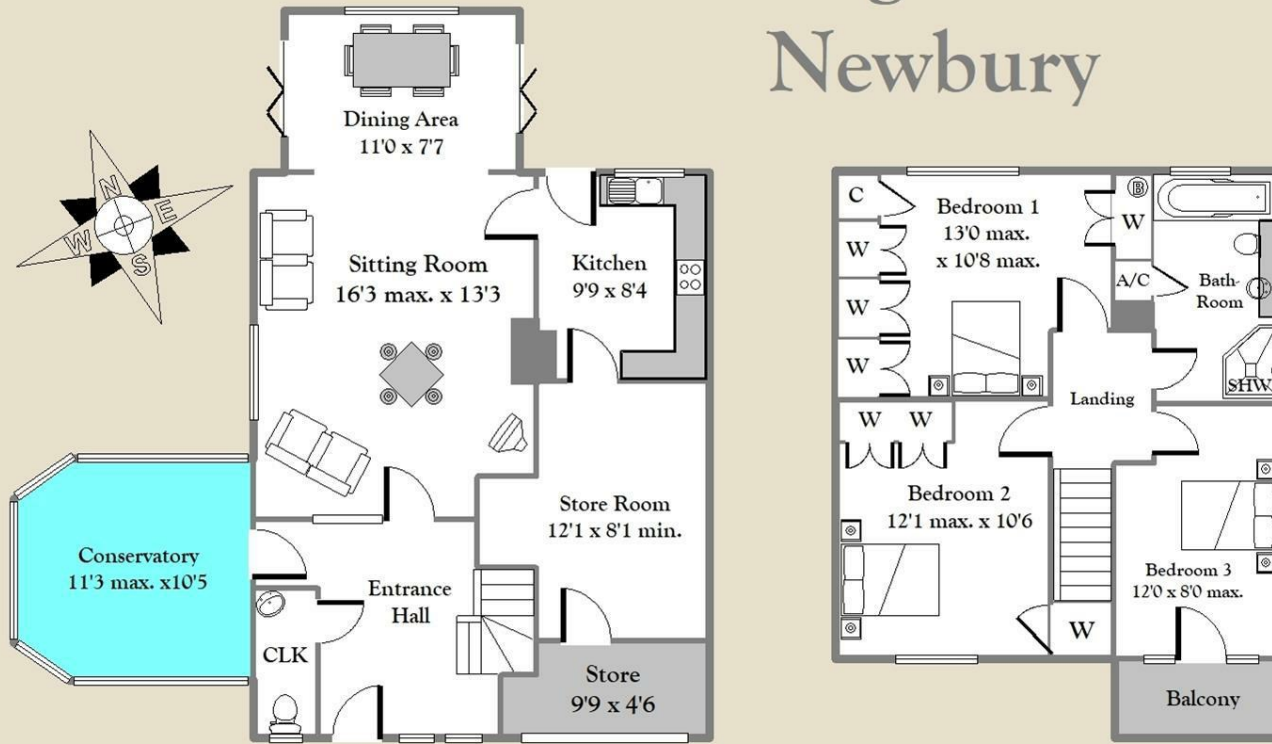 Newbury
Dining Area
11'0 x 7'7
N
E
W
S
Sitting Room
16'3 max. x 13'3
Kitchen
9'9 x 8'4
Conservatory
11'3 max. x10'5
Entrance
Hall
CLK
Store Room
12'1 x 8'1 min.
Store
9'9 x 4'6
C
W
W
W
Bedroom 1
13'0 max.
x 10'8 max.
B
W
A/C
Bath-
Room
SHW
Landing
W W
Bedroom 2
12'1 max. x 10'6
W
Bedroom 3
12'0 x 8'0 max.
Balcony